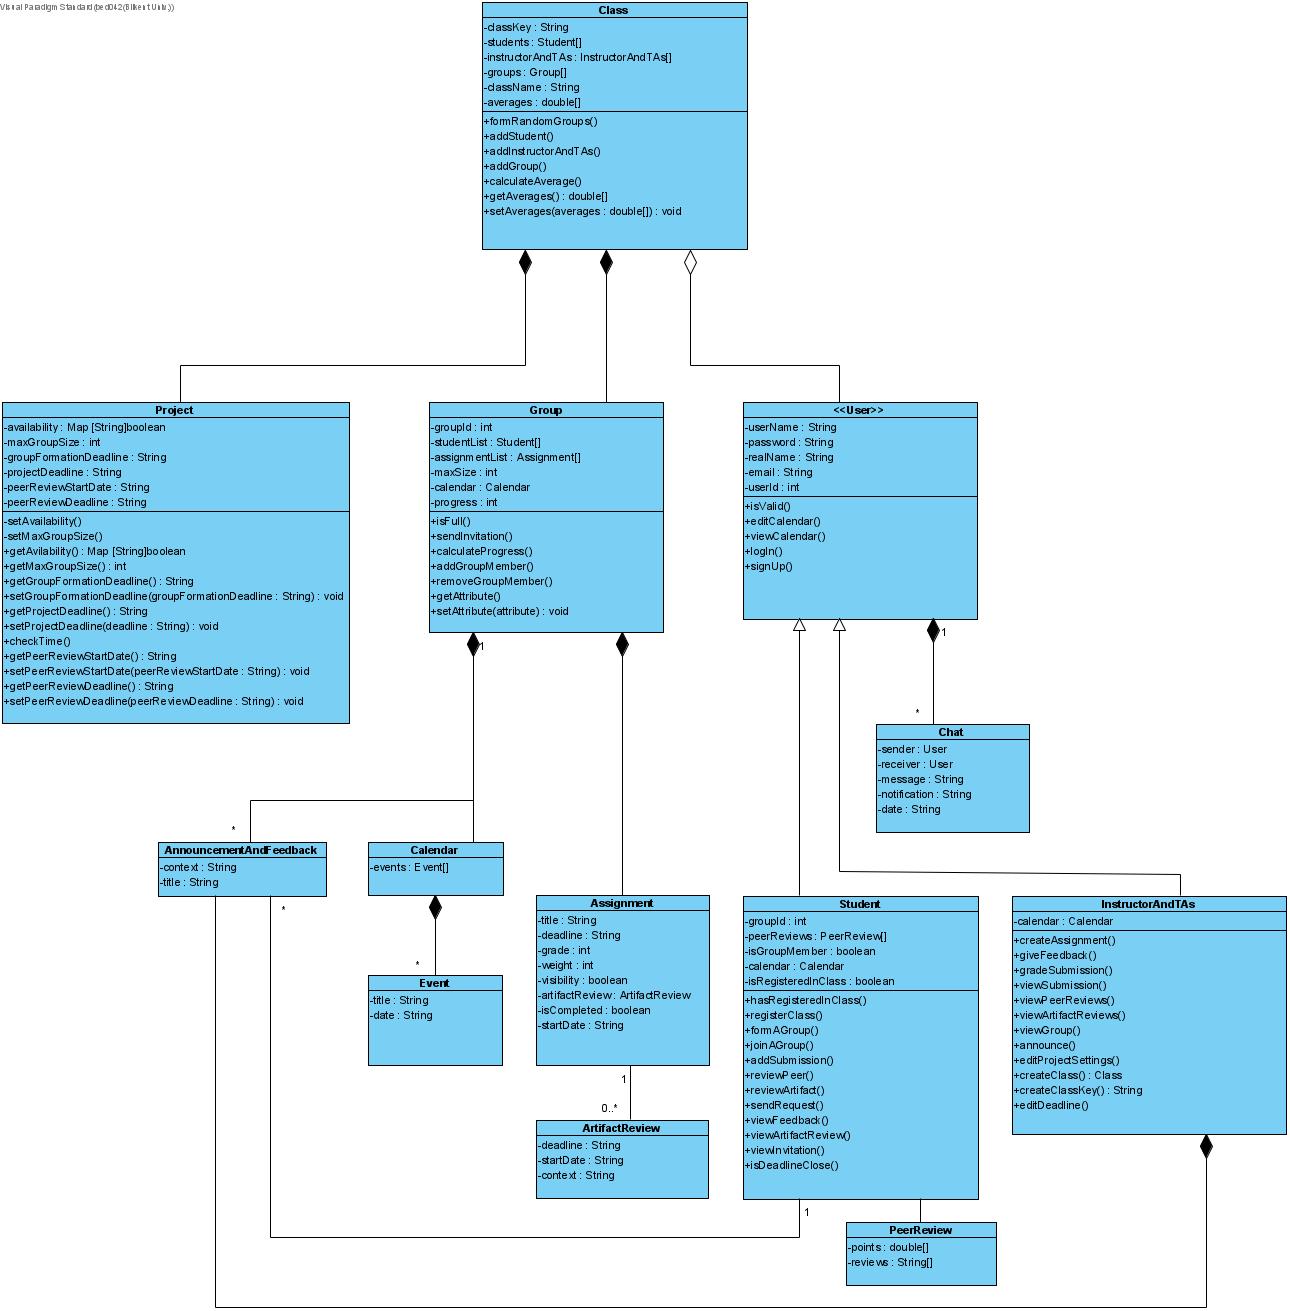 Visual Paradigm Standard(bed042(Bilkent Univ.))
Class
-classKey : String
-students : Student[]
-instructorAndTAs : InstructorAndTAs[]
-groups : Group[]
-className : String
-averages : double[]
+formRandomGroups()
+addStudent()
+addInstructorAndTAs()
+addGroup()
+calculateAverage()
+getAverages() : double[]
+setAverages(averages : double[]) : void
Project
-availability : Map [String]boolean
-maxGroupSize : int
-groupFormationDeadline : String
-projectDeadline : String
-peerReviewStartDate : String
-peerReviewDeadline : String
-setAvailability()
-setMaxGroupSize()
+getAvilability() : Map [String]boolean
+getMaxGroupSize() : int
+getGroupFormationDeadline() : String
+setGroupFormationDeadline(groupFormationDeadline : String) : void
+getProjectDeadline() : String
+setProjectDeadline(deadline : String) : void
+checkTime()
+getPeerReviewStartDate() : String
+setPeerReviewStartDate(peerReviewStartDate : String) : void
+getPeerReviewDeadline() : String
+setPeerReviewDeadline(peerReviewDeadline : String) : void
Group
-groupId : int
-studentList : Student[]
-assignmentList : Assignment[]
-maxSize : int
-calendar : Calendar
-progress : int
+isFull()
+sendInvitation()
+calculateProgress()
+addGroupMember()
+removeGroupMember()
+getAttribute()
+setAttribute(attribute) : void
<<User>>
-userName : String
-password : String
-realName : String
-email : String
-userId : int
+isValid()
+editCalendar()
+viewCalendar()
+logIn()
+signUp()
1
1
*
Chat
-sender : User
-receiver : User
-message : String
-notification : String
-date : String
*
AnnouncementAndFeedback
-context : String
-title : String
*
Calendar
-events : Event[]
*
Event
-title : String
-date : String
Assignment
-title : String
-deadline : String
-grade : int
-weight : int
-visibility : boolean
-artifactReview : ArtifactReview
-isCompleted : boolean
-startDate : String
1
0..*
ArtifactReview
-deadline : String
-startDate : String
-context : String
Student
-groupId : int
-peerReviews : PeerReview[]
-isGroupMember : boolean
-calendar : Calendar
-isRegisteredInClass : boolean
+hasRegisteredInClass()
+registerClass()
+formAGroup()
+joinAGroup()
+addSubmission()
+reviewPeer()
+reviewArtifact()
+sendRequest()
+viewFeedback()
+viewArtifactReview()
+viewInvitation()
+isDeadlineClose()
1
PeerReview
-points : double[]
-reviews : String[]
InstructorAndTAs
-calendar : Calendar
+createAssignment()
+giveFeedback()
+gradeSubmission()
+viewSubmission()
+viewPeerReviews()
+viewArtifactReviews()
+viewGroup()
+announce()
+editProjectSettings()
+createClass() : Class
+createClassKey() : String
+editDeadline()